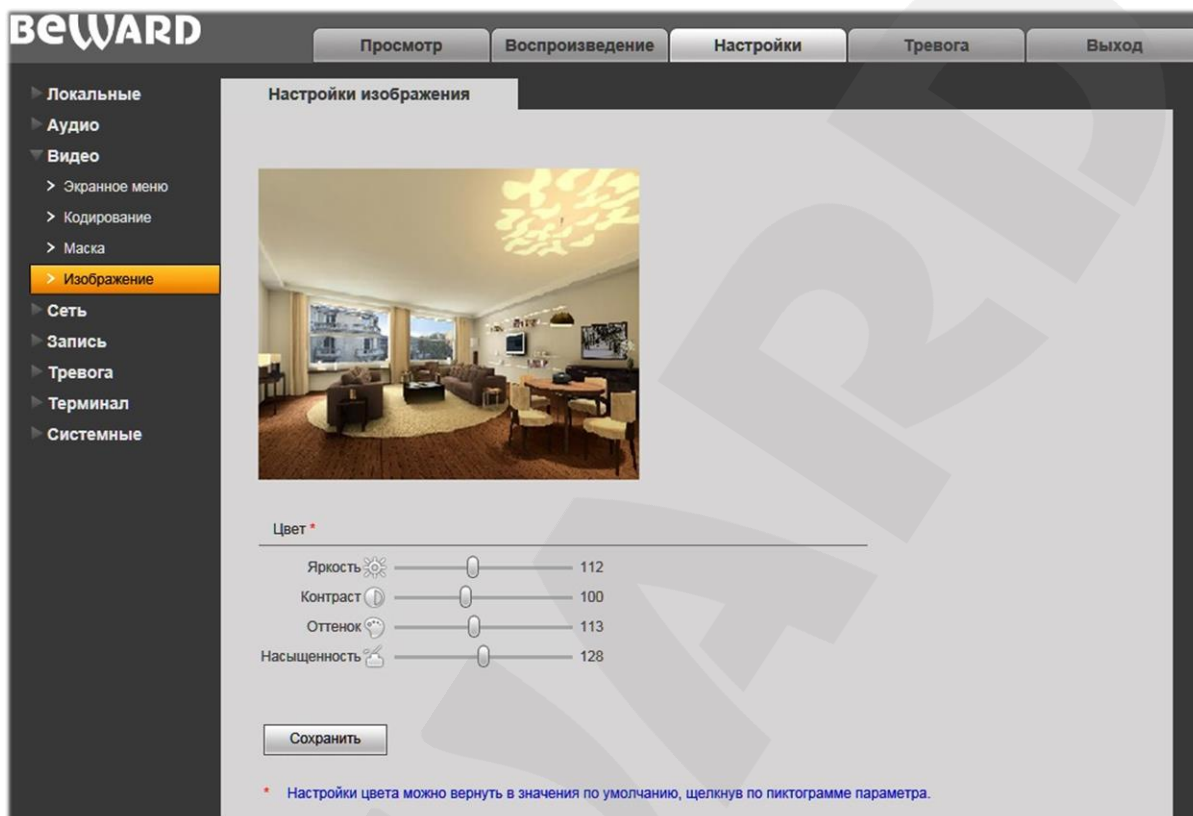 BEWARD
Просмотр Воспроизведение Настройки Тревога Выход
Локальные
Аудио
Видео
> Экранное меню
> Кодирование
> Маска
> Изображение
Сеть
Запись
Тревога
Терминал
Системные
Настройки изображения
Цвет *
Яркость 112
Контраст 100
Оттенок 113
Насыщенность 128
Сохранить
* Настройки цвета можно вернуть в значения по умолчанию, щелкнув по пиктограмме параметра.